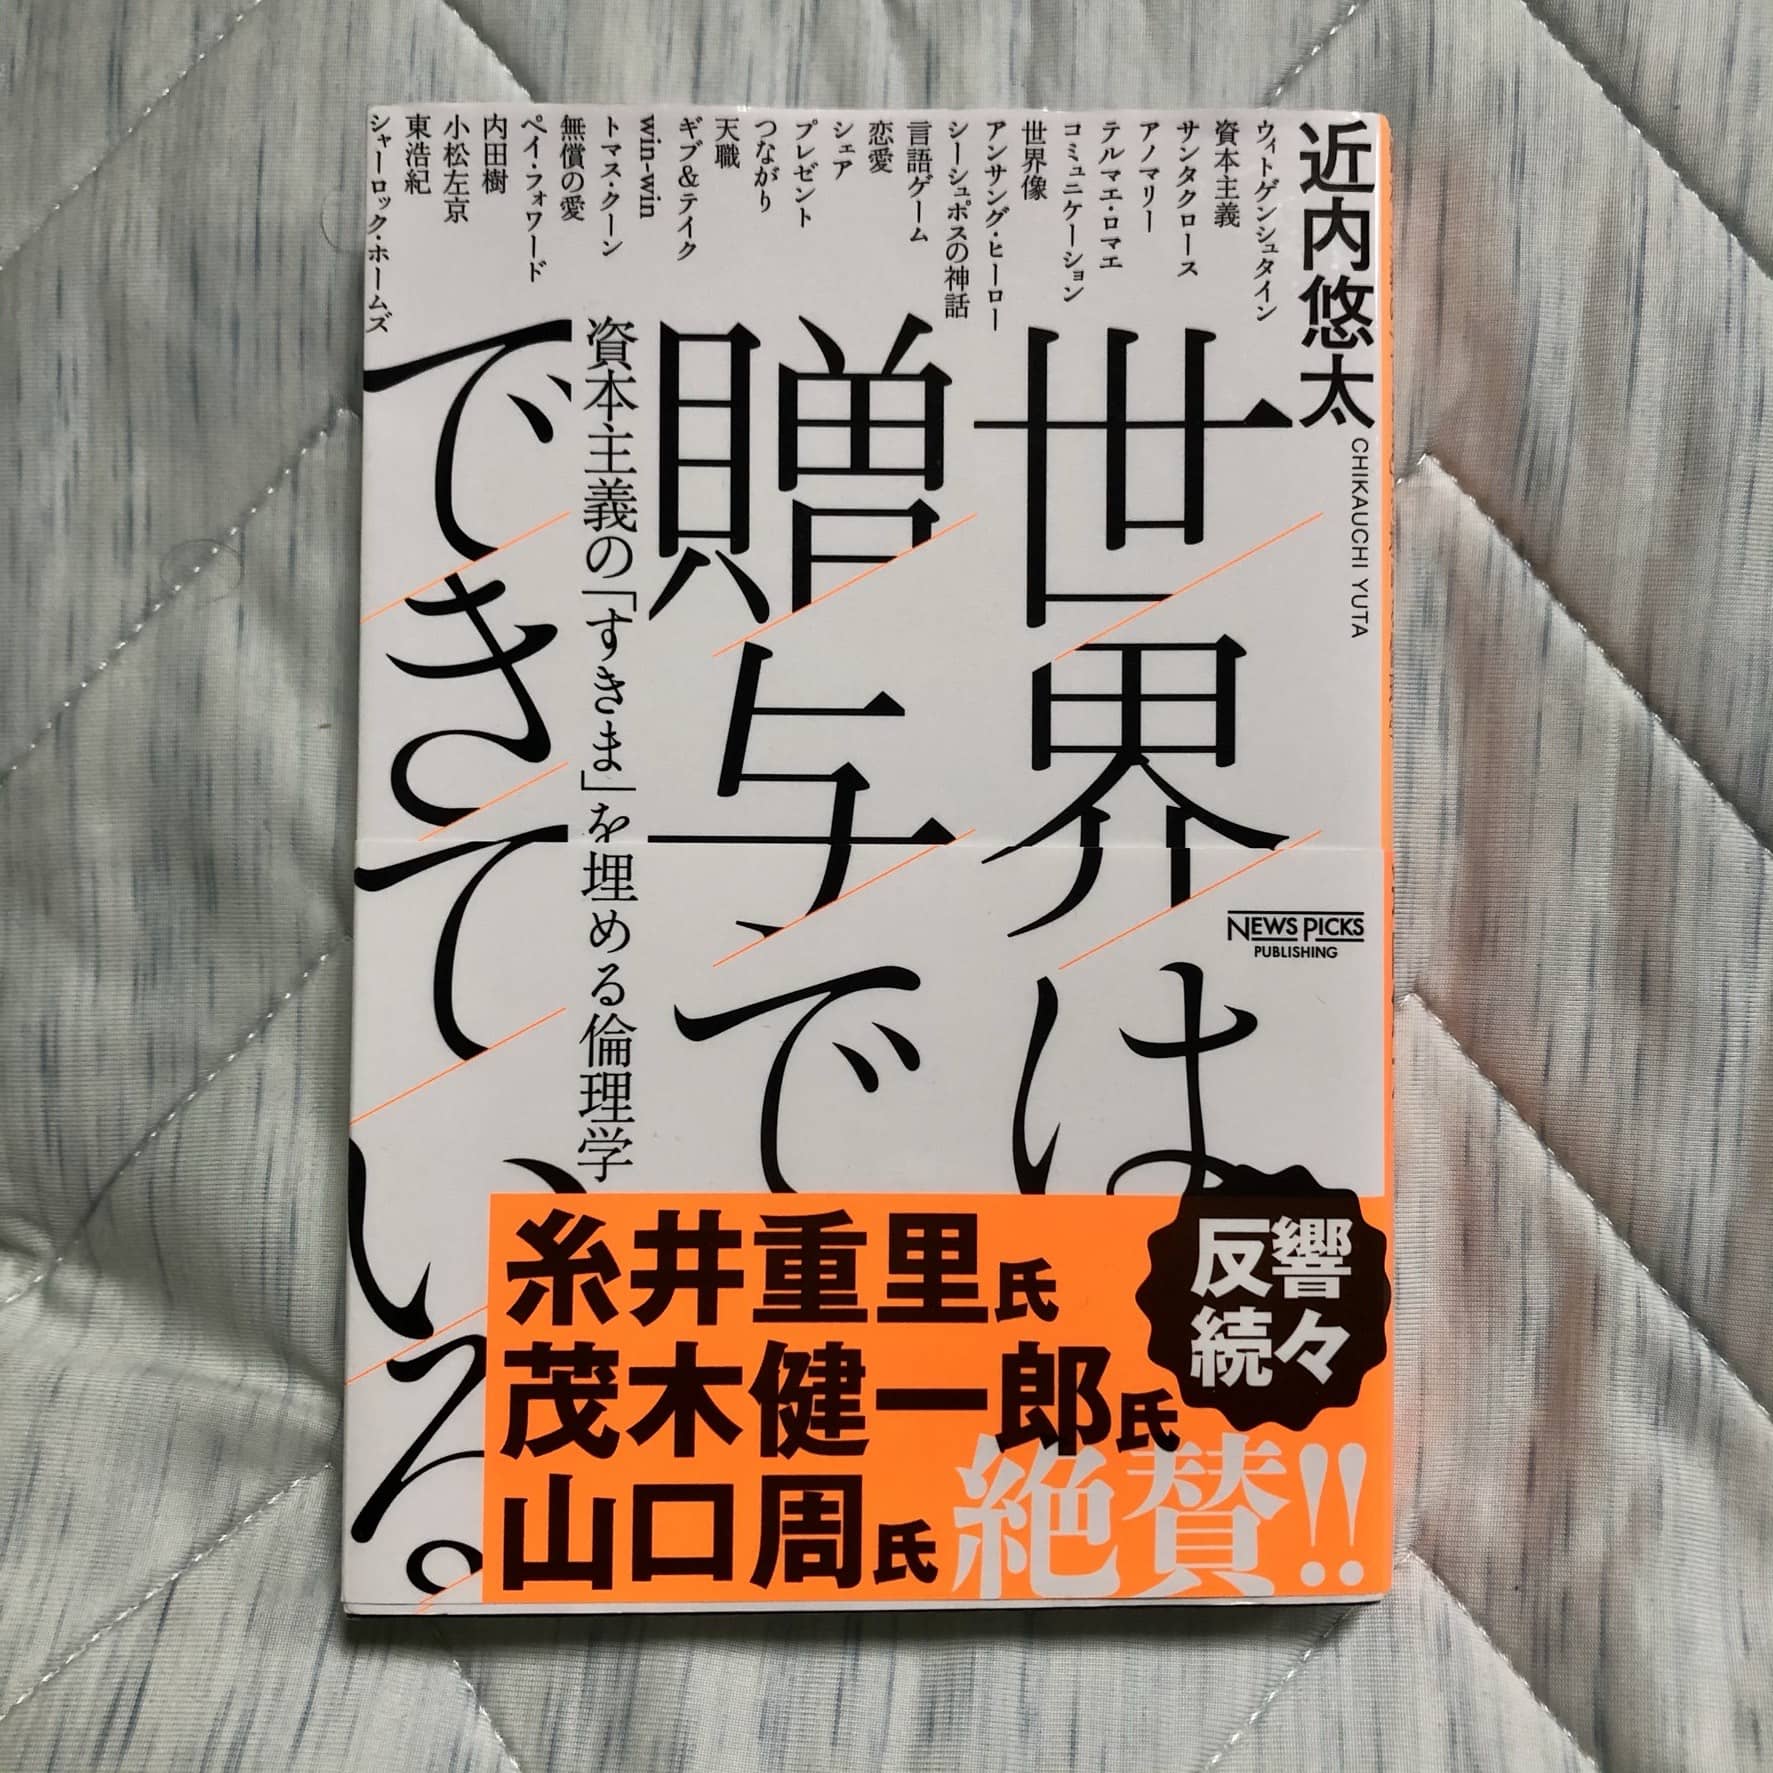 近内悠太
CHIKAUCHI YUTA
ウィトゲンシュタイン
資本主義
サンタクロース
アノマリー
テルマエ・ロマエ
コミュニケーション
世界像
アンサング・ヒーロー
シーシュポスの神話
言語ゲーム
恋愛
シェア
プレゼント
つながり
天職
ギブ&テイク
win-win
トマス・クーン
無償の愛
ペイ・フォワード
内田樹
小松左京
東浩紀
シャーロック・ホームズ
世界は
贈与で
できている。
資本主義の「すきま」を埋める倫理学
NEWS PICKS
PUBLISHING
反響
続々
糸井重里氏
茂木健一郎氏
山口周氏
絶賛!!